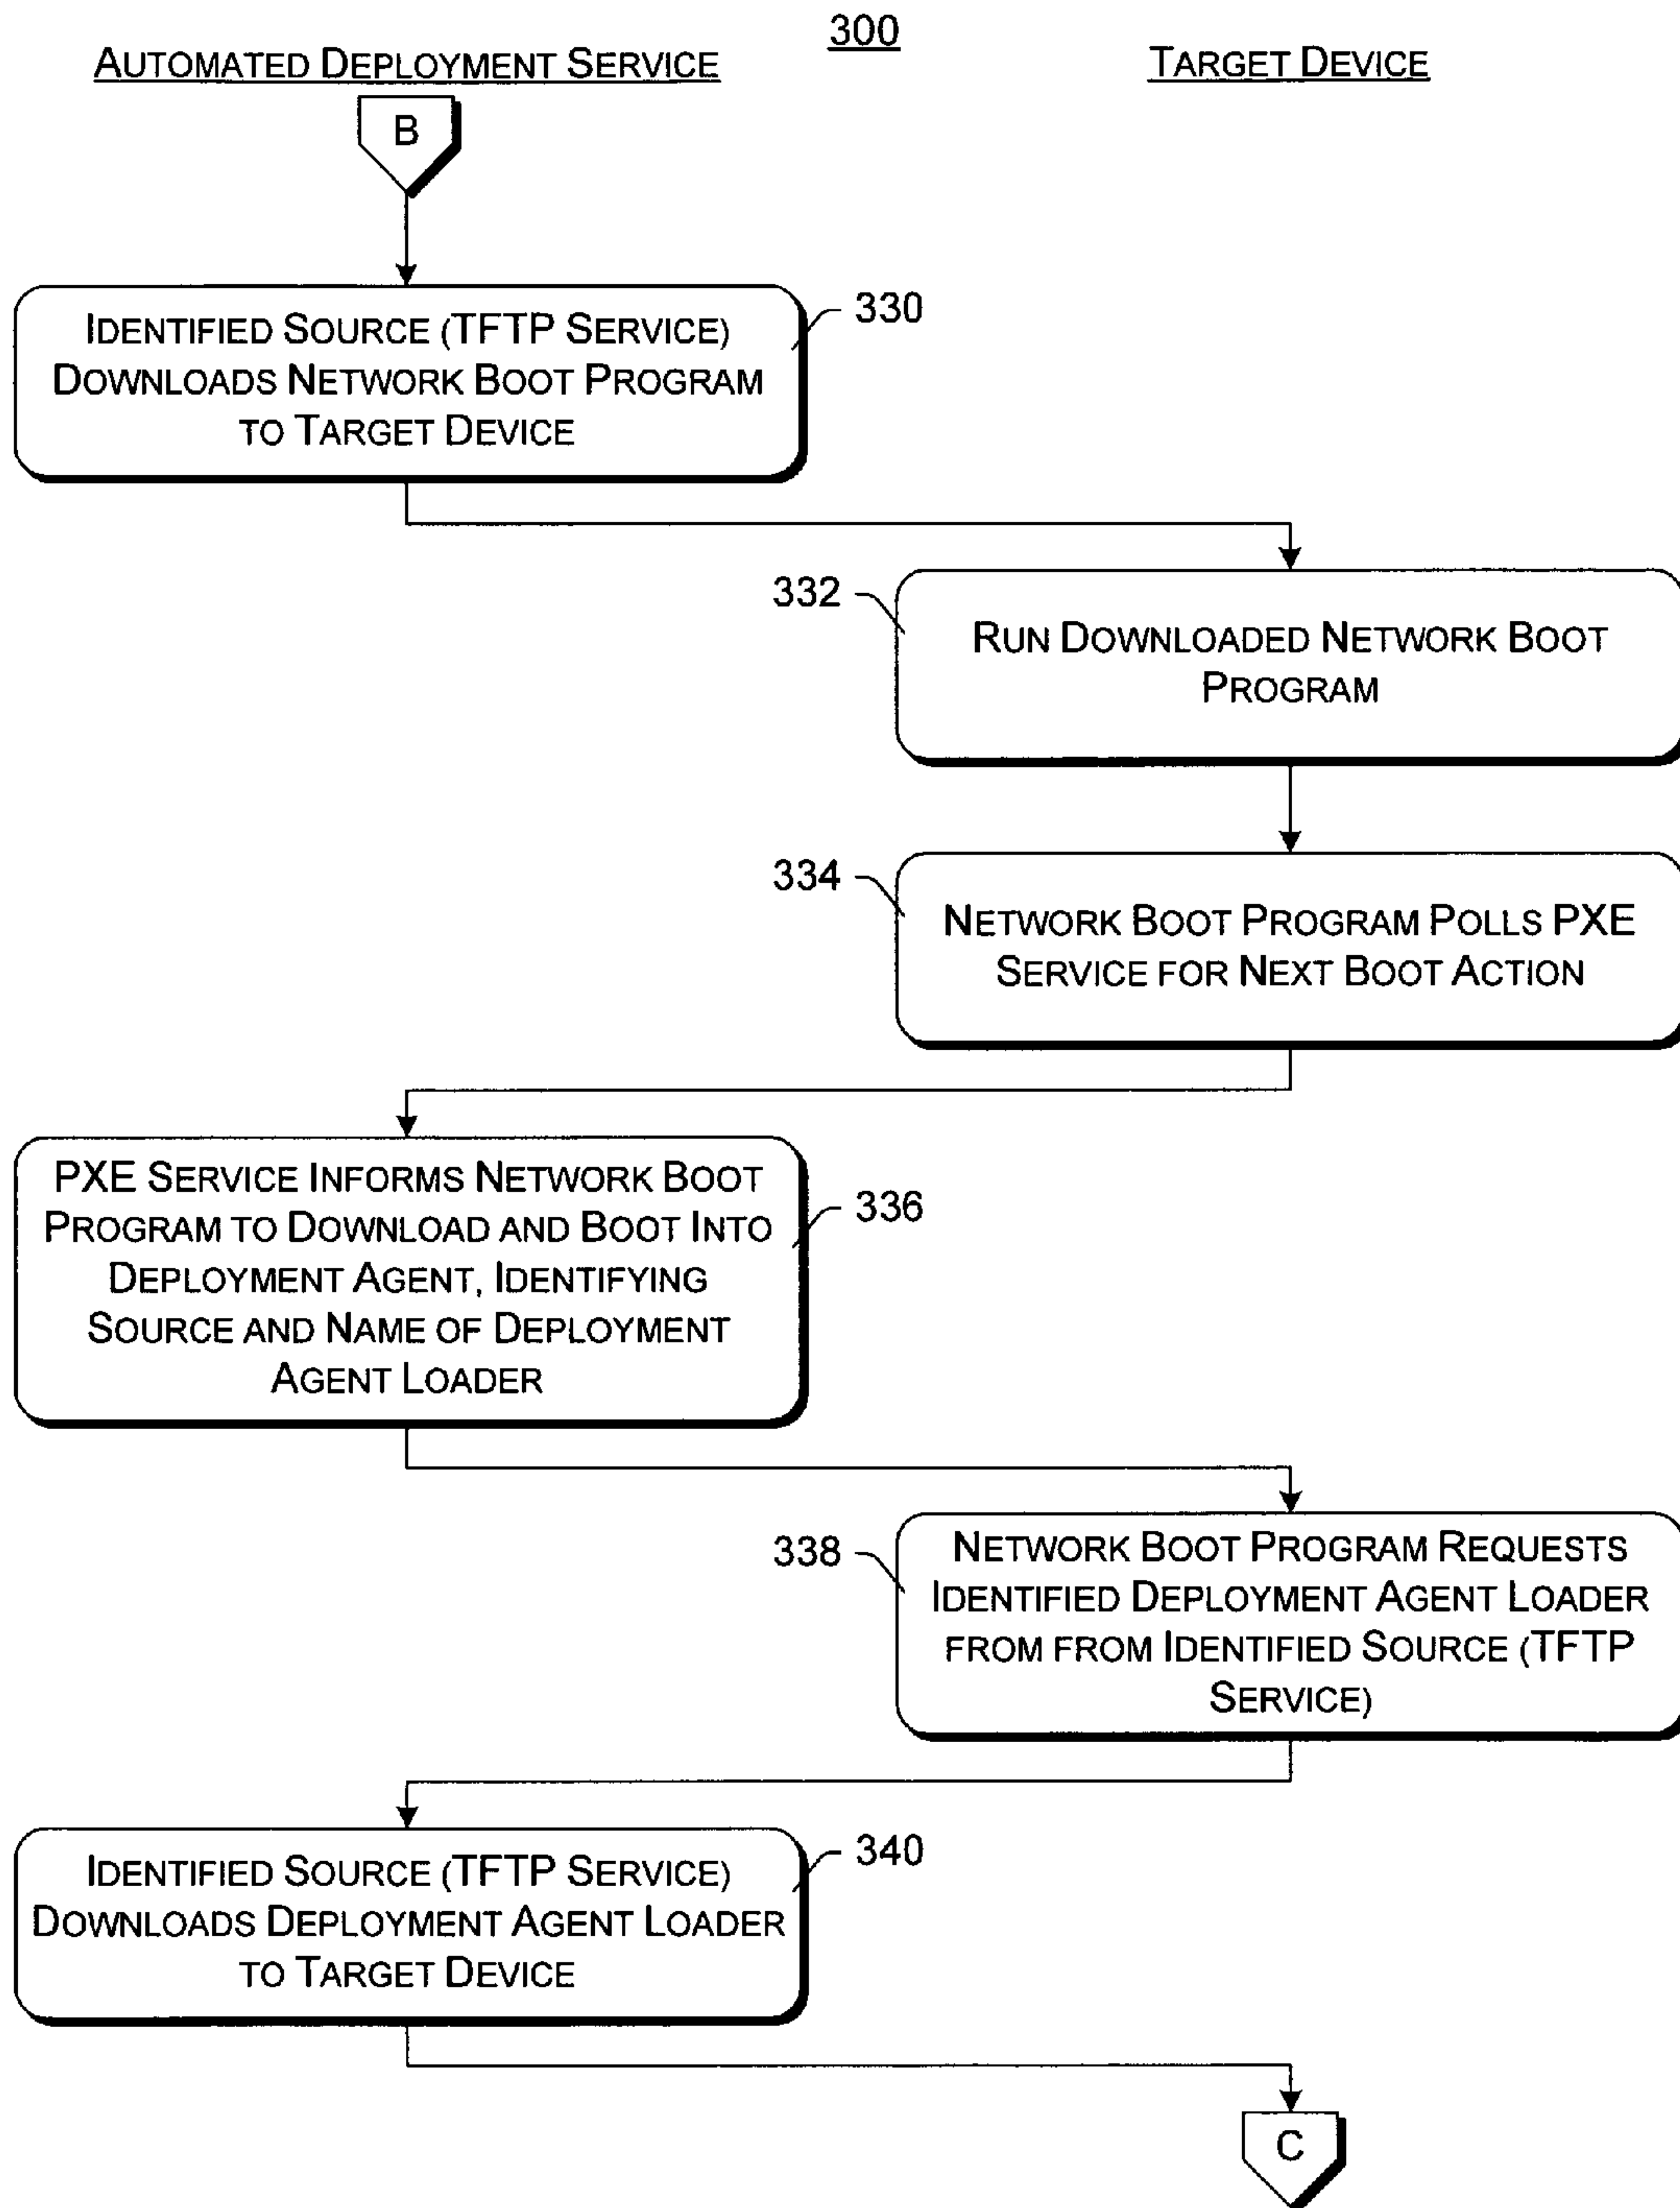 300
AUTOMATED DEPLOYMENT SERVICE
TARGET DEVICE
B
IDENTIFIED SOURCE (TFTP SERVICE)
DOWNLOADS NETWORK BOOT PROGRAM
TO TARGET DEVICE
330
332
RUN DOWNLOADED NETWORK BOOT
PROGRAM
334
NETWORK BOOT PROGRAM POLLS PXE
SERVICE FOR NEXT BOOT ACTION
PXE SERVICE INFORMS NETWORK BOOT
PROGRAM TO DOWNLOAD AND BOOT INTO
DEPLOYMENT AGENT, IDENTIFYING
SOURCE AND NAME OF DEPLOYMENT
AGENT LOADER
336
338
NETWORK BOOT PROGRAM REQUESTS
IDENTIFIED DEPLOYMENT AGENT LOADER
FROM FROM IDENTIFIED SOURCE (TFTP
SERVICE)
IDENTIFIED SOURCE (TFTP SERVICE)
DOWNLOADS DEPLOYMENT AGENT LOADER
TO TARGET DEVICE
340
C